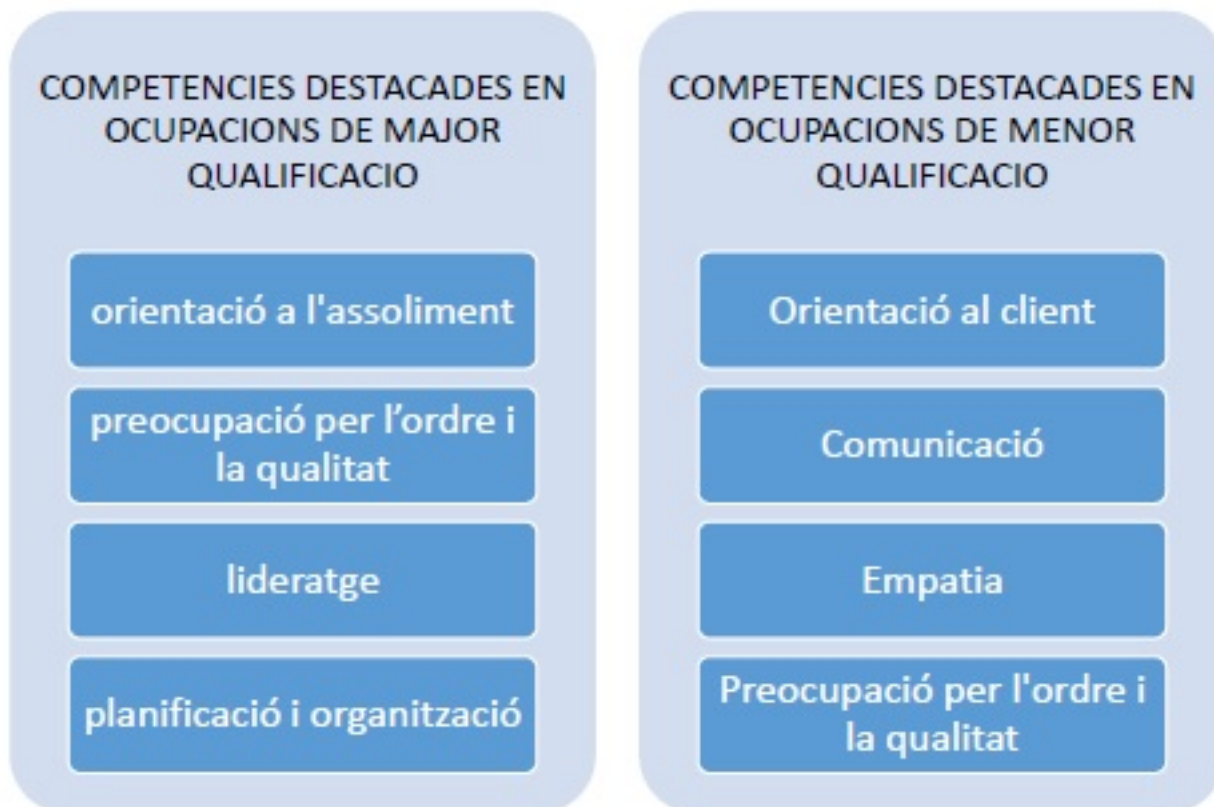 COMPETENCIES DESTACADES EN
OCUPACIONS DE MAJOR
QUALIFICACIO
orientació a l'assoliment
preocupació per l’ordre i
la qualitat
lideratge
planificació i organització
COMPETENCIES DESTACADES EN
OCUPACIONS DE MENOR
QUALIFICACIO
Orientació al client
Comunicació
Empatia
Preocupació per l'ordre i
la qualitat